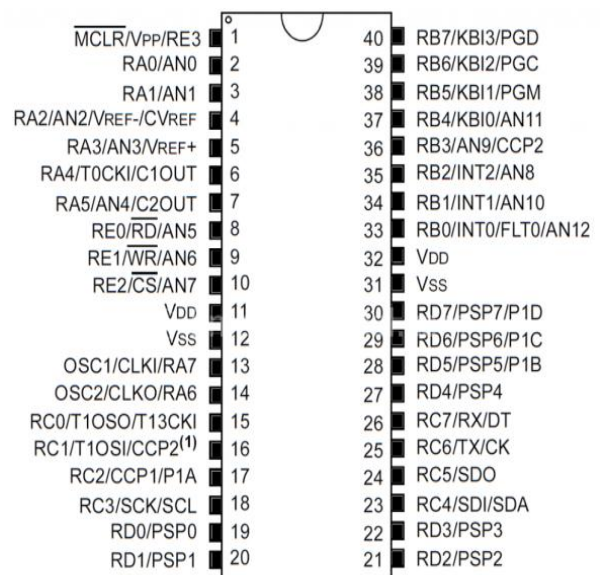 MCLR/VPP/RE3 1 40 RB7/KBI3/PGD
RA0/AN0 2 39 RB6/KBI2/PGC
RA1/AN1 3 38 RB5/KBI1/PGM
RA2/AN2/VREF-/CVREF 4 37 RB4/KBI0/AN11
RA3/AN3/VREF+ 5 36 RB3/AN9/CCP2
RA4/T0CKI/C1OUT 6 35 RB2/INT2/AN8
RA5/AN4/C2OUT 7 34 RB1/INT1/AN10
RE0/RD/AN5 8 33 RB0/INT0/FLT0/AN12
RE1/WR/AN6 9 32 VDD
RE2/CS/AN7 10 31 VSS
VDD 11 30 RD7/PSP7/P1D
VSS 12 29 RD6/PSP6/P1C
OSC1/CLKI/RA7 13 28 RD5/PSP5/P1B
OSC2/CLKO/RA6 14 27 RD4/PSP4
RC0/T1OSO/T13CKI 15 26 RC7/RX/DT
RC1/T1OSI/CCP2(1) 16 25 RC6/TX/CK
RC2/CCP1/P1A 17 24 RC5/SDO
RC3/SCK/SCL 18 23 RC4/SDI/SDA
RD0/PSP0 19 22 RD3/PSP3
RD1/PSP1 20 21 RD2/PSP2